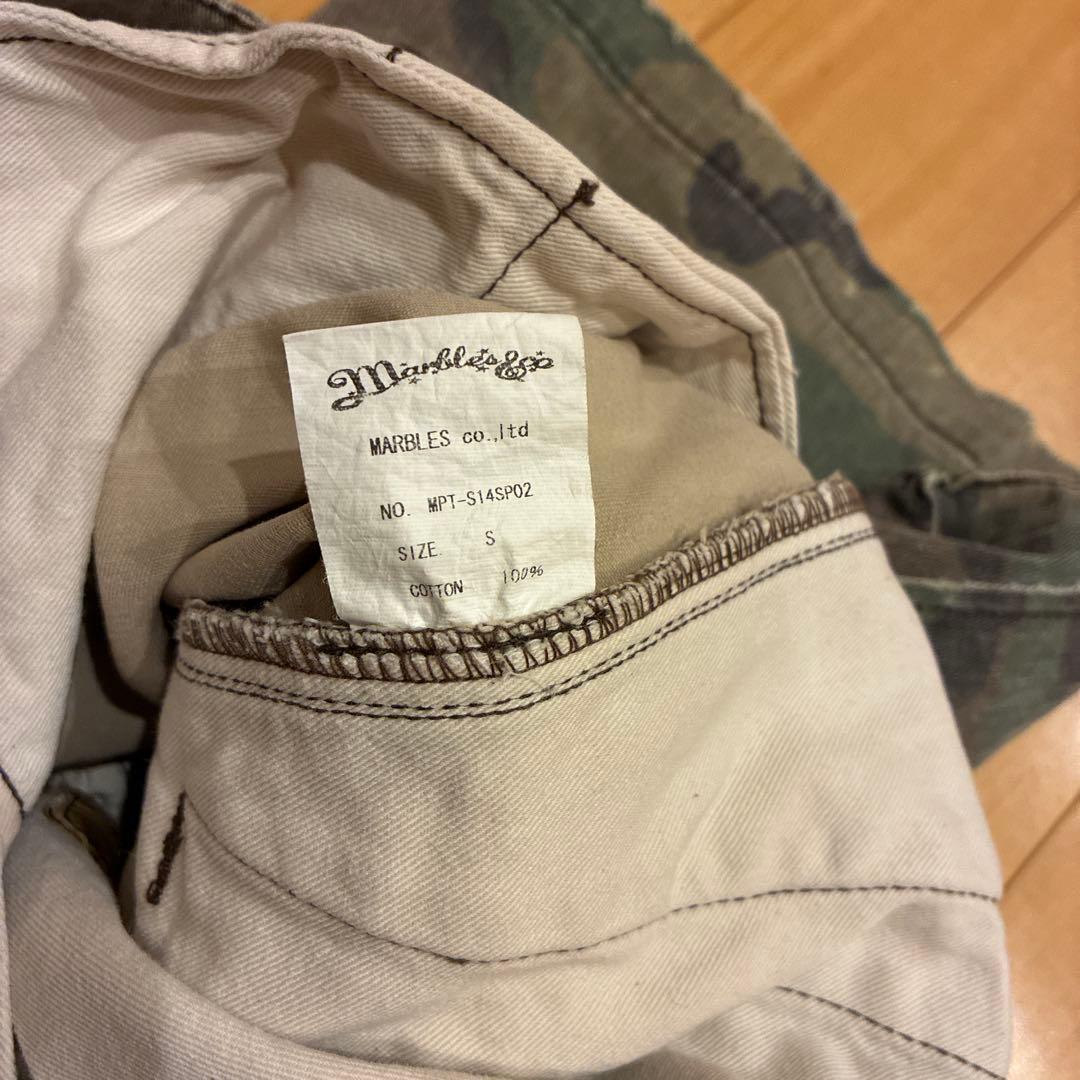 Marbles&Co
MARBLES co.,ltd
NO. MPT-S14SP02
SIZE S
COTTON 100%